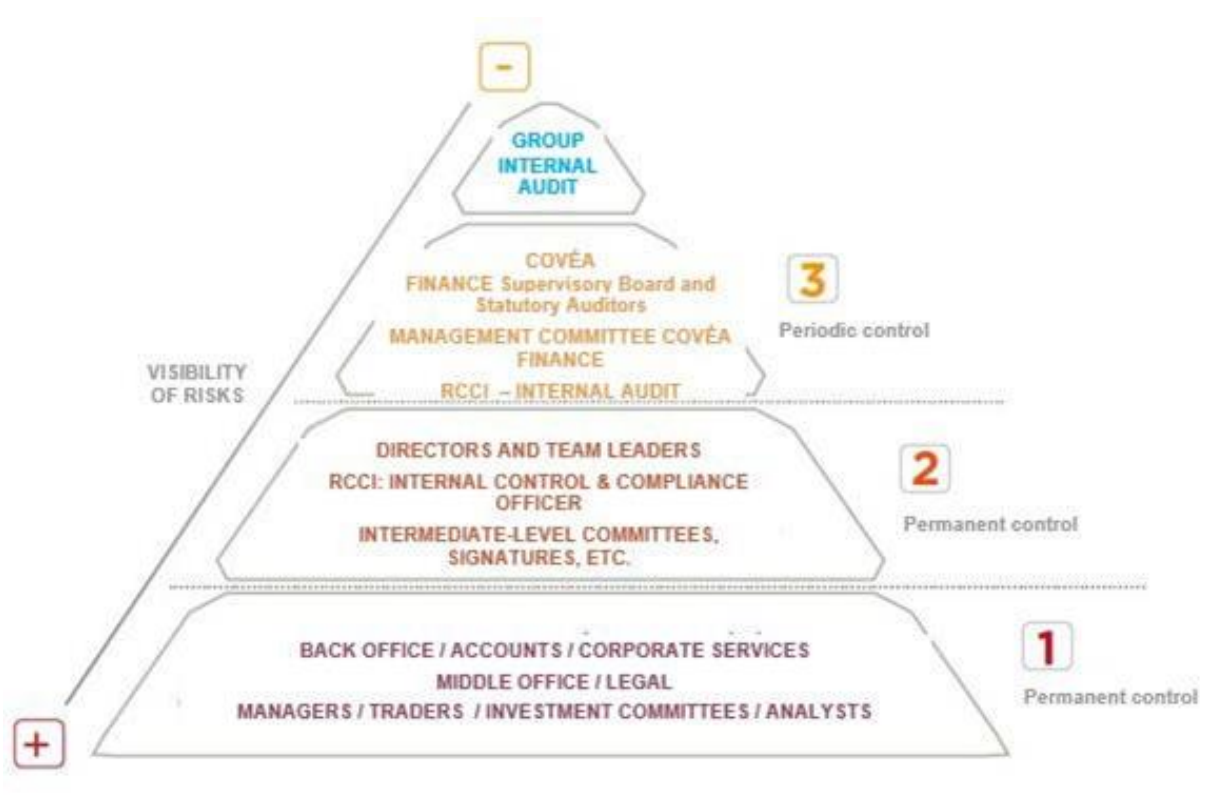 -
GROUP
INTERNAL
AUDIT
COVÉA
FINANCE Supervisory Board and
Statutory Auditors
MANAGEMENT COMMITTEE COVÉA
FINANCE
RCCI – INTERNAL AUDIT
3
Periodic control
VISIBILITY
OF RISKS
DIRECTORS AND TEAM LEADERS
RCCI: INTERNAL CONTROL & COMPLIANCE
OFFICER
INTERMEDIATE-LEVEL COMMITTEES,
SIGNATURES, ETC.
2
Permanent control
BACK OFFICE / ACCOUNTS / CORPORATE SERVICES
MIDDLE OFFICE / LEGAL
MANAGERS / TRADERS / INVESTMENT COMMITTEES / ANALYSTS
1
Permanent control
+